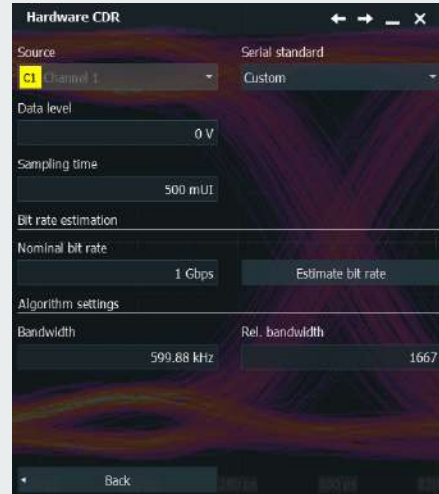 Hardware CDR
Source
Serial standard
C1 Channel 1
Custom
Data level
0 V
Sampling time
500 mUI
Bit rate estimation
Nominal bit rate
1 Gbps
Estimate bit rate
Algorithm settings
Bandwidth
Rel. bandwidth
599.88 kHz
1667
Back